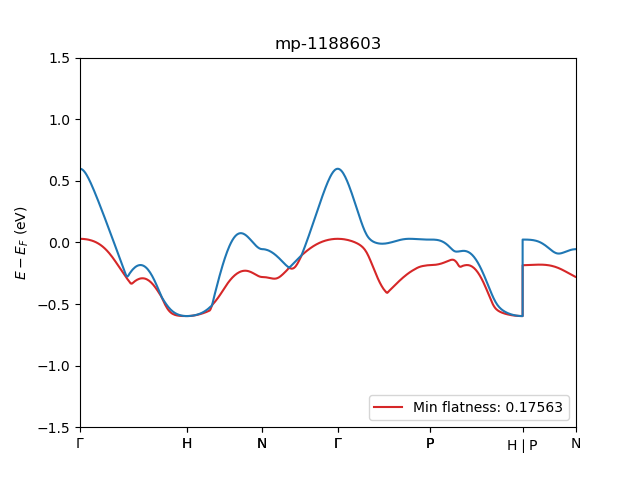 mp-1188603
1.5
1.0
0.5
0.0
−0.5
−1.0
−1.5
E − E_F (eV)
Min flatness: 0.17563
Γ H N Γ P H | P N